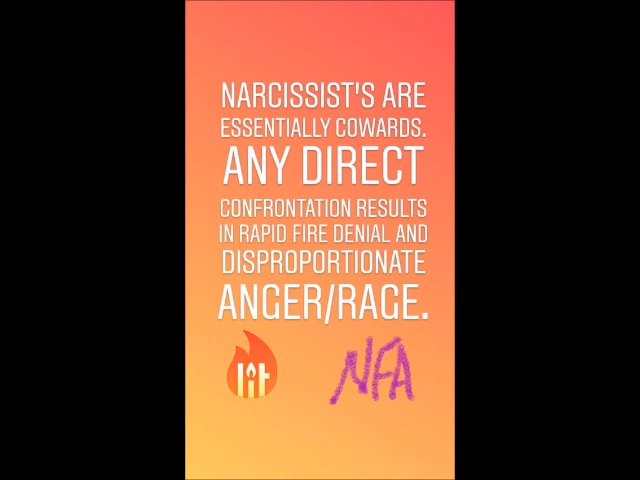 NARCISSIST'S ARE
ESSENTIALLY COWARDS.
ANY DIRECT
CONFRONTATION RESULTS
IN RAPID FIRE DENIAL AND
DISPROPORTIONATE
ANGER/RAGE.
lit NFA